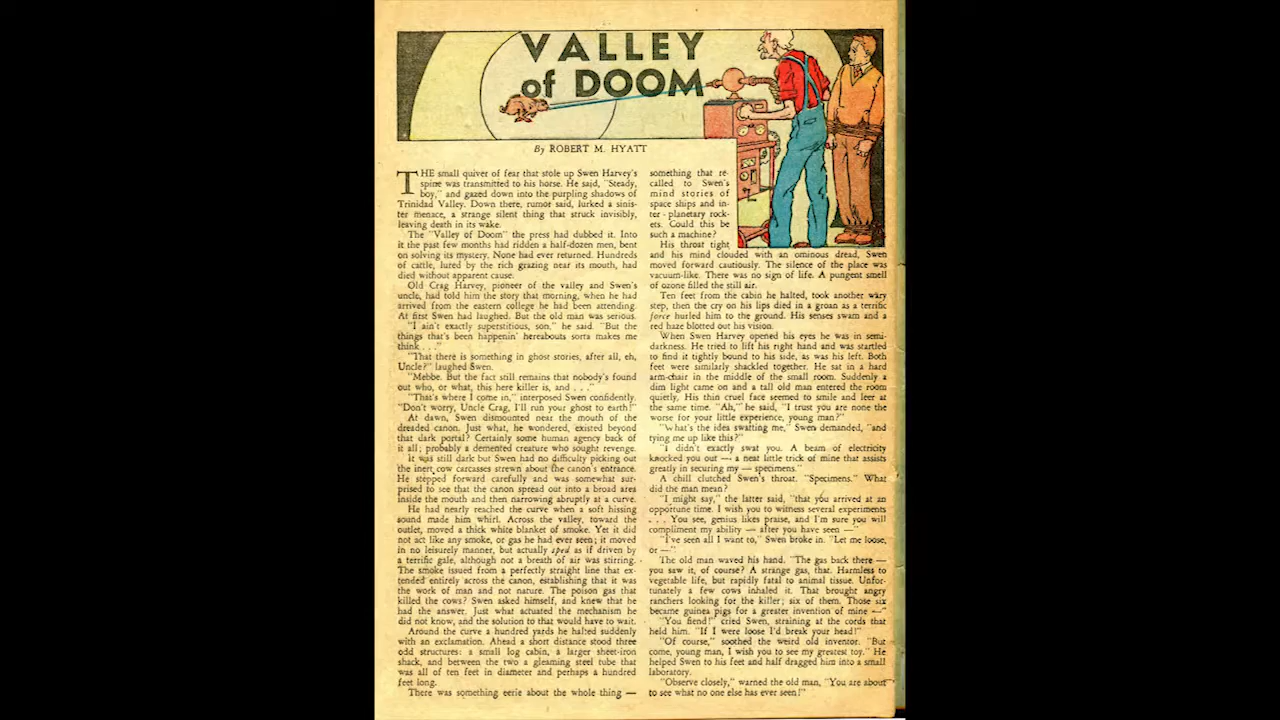 VALLEY
of DOOM
By ROBERT M. HYATT
THE small quiver of fear that stole up Swen Harvey's
spine was transmitted to his horse. He said, "Steady,
boy," and gazed down into the purpling shadows of
Trinidad Valley. Down there, rumor said, lurked a sinis-
ter menace, a strange silent thing that struck invisibly,
leaving death in its wake.
The "Valley of Doom" the press had dubbed it. Into
it the past few months had ridden a half-dozen men, bent
on solving its mystery. None had ever returned. Hundreds
of cattle, lured by the rich grazing near its mouth, had
died without apparent cause.
Old Crag Harvey, pioneer of the valley and Swen's
uncle, had told him the story that morning, when he had
arrived from the eastern college he had been attending.
At first Swen had laughed. But the old man was serious.
"I ain't exactly superstitious, son," he said. "But the
things that's been happenin' hereabouts sorta makes me
think . . ."
"That there is something in ghost stories, after all, eh,
Uncle?" laughed Swen.
"Mebbe. But the fact still remains that nobody's found
out who, or what, this here killer is, and . . ."
"That's where I come in," interposed Swen confidently.
"Don't worry, Uncle Crag, I'll run your ghost to earth!"
At dawn, Swen dismounted near the mouth of the
dreaded canon. Just what, he wondered, existed beyond
that dark portal? Certainly some human agency back of
it all; probably a demented creature who sought revenge.
It was still dark but Swen had no difficulty picking out
the inert cow carcasses strewn about the canon's entrance.
He stepped forward carefully and was somewhat sur-
prised to see that the canon spread out into a broad area
inside the mouth and then narrowing abruptly at a curve.
He had nearly reached the curve when a soft hissing
sound made him whirl. Across the valley, toward the
outlet, moved a thick white blanket of smoke. Yet it did
not act like any smoke, or gas he had ever seen; it moved
in no leisurely manner, but actually sped as if driven by
a terrific gale, although not a breath of air was stirring.
The smoke issued from a perfectly straight line that ex-
tended entirely across the canon, establishing that it was
the work of man and not nature. The poison gas that
killed the cows? Swen asked himself, and knew that he
had the answer. Just what actuated the mechanism he
did not know, and the solution to that would have to wait.
Around the curve a hundred yards he halted suddenly
with an exclamation. Ahead a short distance stood three
odd structures: a small log cabin, a larger sheet-iron
shack, and between the two a gleaming steel tube that
was all of ten feet in diameter and perhaps a hundred
feet long.
There was something eerie about the whole thing —
something that re-
called to Swen's
mind stories of
space ships and in-
ter - planetary rock-
ets. Could this be
such a machine?
His throat tight
and his mind clouded with an ominous dread, Swen
moved forward cautiously. The silence of the place was
vacuum-like. There was no sign of life. A pungent smell
of ozone filled the still air.
Ten feet from the cabin he halted, took another wary
step, then the cry on his lips died in a groan as a terrific
force hurled him to the ground. His senses swam and a
red haze blotted out his vision.
When Swen Harvey opened his eyes he was in semi-
darkness. He tried to lift his right hand and was startled
to find it tightly bound to his side, as was his left. Both
feet were similarly shackled together. He sat in a hard
arm-chair in the middle of the small room. Suddenly a
dim light came on and a tall old man entered the room
quietly. His thin cruel face seemed to smile and leer at
the same time. "Ah," he said, "I trust you are none the
worse for your little experience, young man?"
"What's the idea swatting me," Swen demanded, "and
tying me up like this?"
"I didn't exactly swat you. A beam of electricity
knocked you out — a neat little trick of mine that assists
greatly in securing my — specimens."
A chill clutched Swen's throat. "Specimens." What
did the man mean?
"I might say," the latter said, "that you arrived at an
opportune time. I wish you to witness several experiments
. . . You see, genius likes praise, and I'm sure you will
compliment my ability — after you have seen —"
"I've seen all I want to," Swen broke in. "Let me loose,
or —"
The old man waved his hand. "The gas back there —
you saw it, of course? A strange gas, that. Harmless to
vegetable life, but rapidly fatal to animal tissue. Unfor-
tunately a few cows inhaled it. That brought angry
ranchers looking for the killer; six of them. Those six
became guinea pigs for a greater invention of mine —"
"You fiend!" cried Swen, straining at the cords that
held him. "If I were loose I'd break your head!"
"Of course," soothed the weird old inventor. "But
come, young man, I wish you to see my greatest toy." He
helped Swen to his feet and half dragged him into a small
laboratory.
"Observe closely," warned the old man, "You are about
to see what no one else has ever seen!"